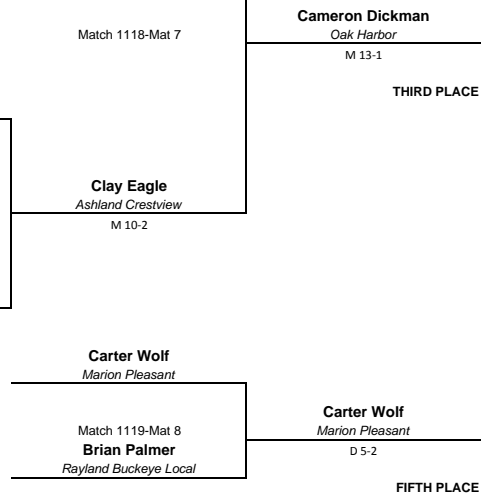 Cameron Dickman
Match 1118-Mat 7
Oak Harbor
M 13-1
THIRD PLACE
Clay Eagle
Ashland Crestview
M 10-2
Carter Wolf
Marion Pleasant
Carter Wolf
Match 1119-Mat 8
Marion Pleasant
Brian Palmer
D 5-2
Rayland Buckeye Local
FIFTH PLACE